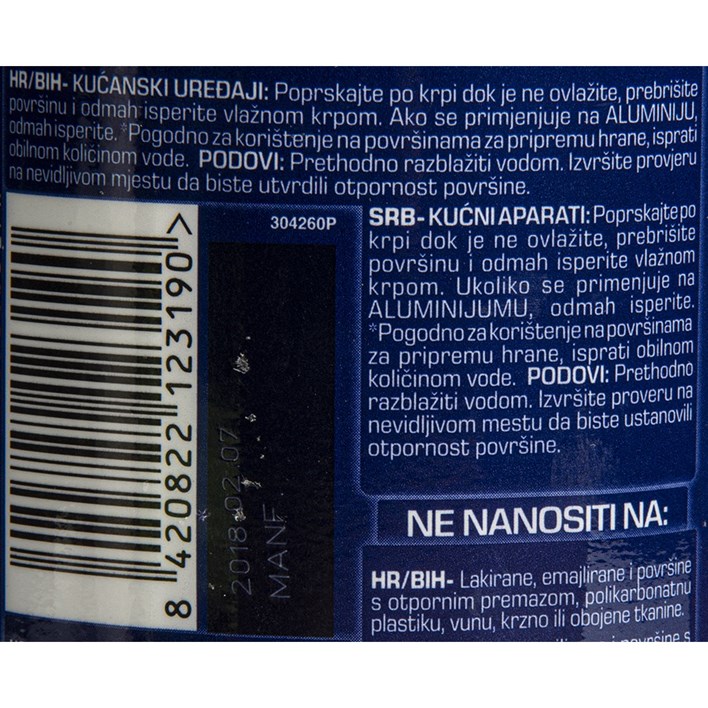 HR/BIH- KUĆANSKI UREĐAJI: Poprskajte po krpi dok je ne ovlažite, prebrišite
površinu i odmah isperite vlažnom krpom. Ako se primjenjuje na ALUMINIJU,
odmah isperite. *Pogodno za korištenje na površinama za pripremu hrane, isprati
obilnom količinom vode. PODOVI: Prethodno razblažiti vodom. Izvršite provjeru
na nevidljivom mjestu da biste utvrdili otpornost površine.
304260P
8 420822 123190 >
2018.02.07
MANF.
SRB- KUĆNI APARATI: Poprskajte po
krpi dok je ne ovlažite, prebrišite
površinu i odmah isperite vlažnom
krpom. Ukoliko se primenjuje na
ALUMINIJUMU, odmah isperite.
*Pogodno za korištenje na površinama
za pripremu hrane, isprati obilnom
količinom vode. PODOVI: Prethodno
razblažiti vodom. Izvršite proveru na
nevidljivom mestu da biste ustanovili
otpornost površine.
NE NANOSITI NA:
HR/BIH- Lakirane, emajlirane i površine
s otpornim premazom, polikarbonatnu
plastiku, vunu, krzno ili obojene tkanine.